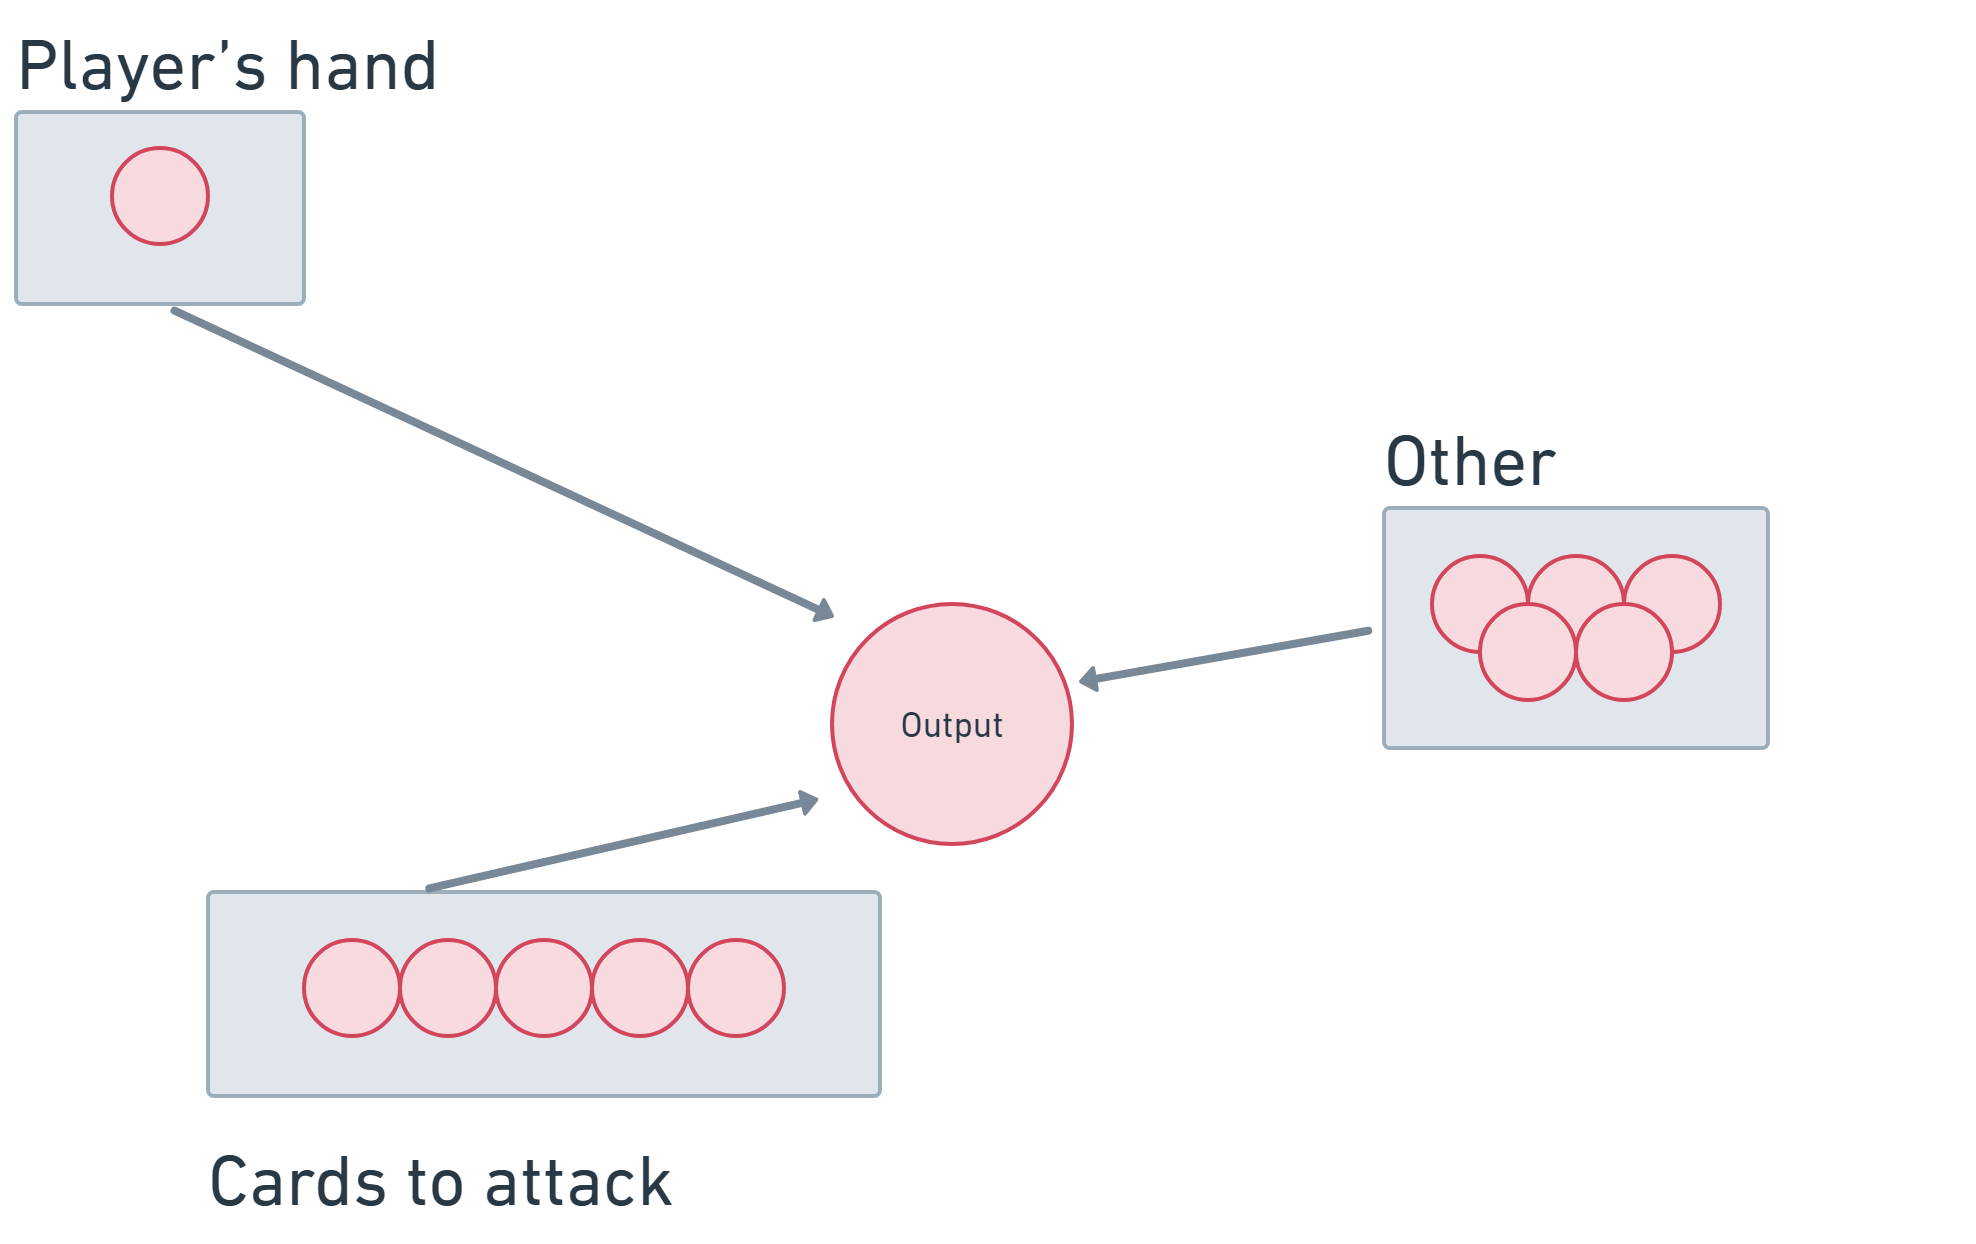 Player’s hand
Other
Output
Cards to attack